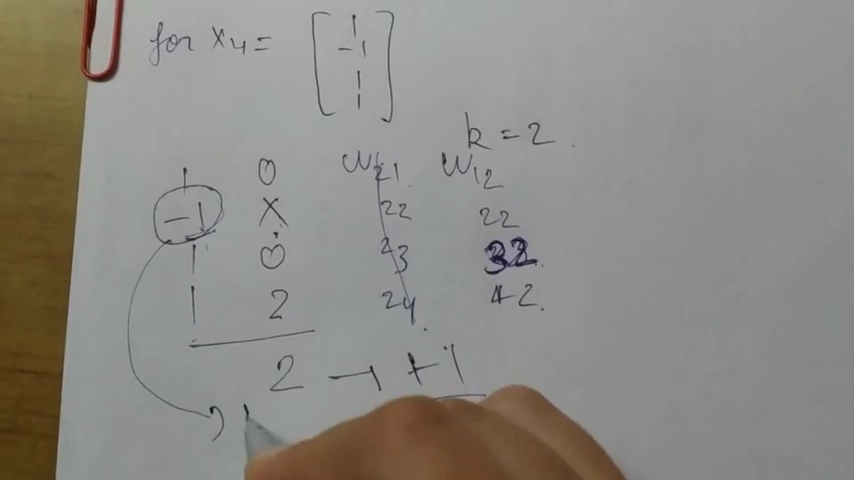 for x4 = [1
-1
1
1]
k = 2.
1 0 W21. W12
-1 X 22 22
1 0 23 32.
1 2 24. 42.
2 → +1